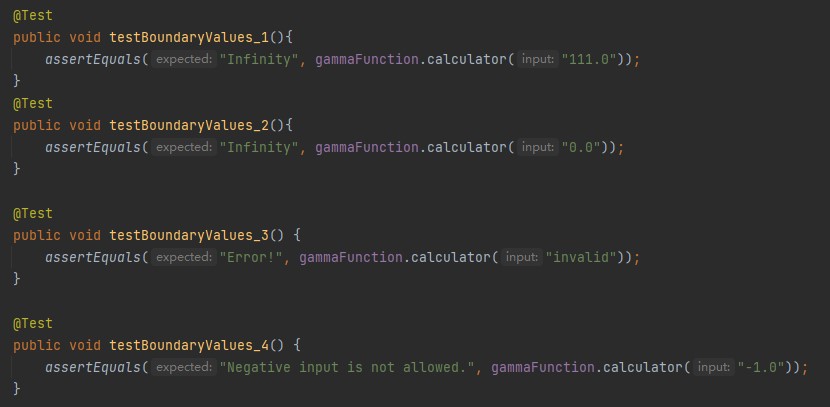 @Test
public void testBoundaryValues_1(){
assertEquals( expected: "Infinity", gammaFunction.calculator( input: "111.0"));
}
@Test
public void testBoundaryValues_2(){
assertEquals( expected: "Infinity", gammaFunction.calculator( input: "0.0"));
}
@Test
public void testBoundaryValues_3() {
assertEquals( expected: "Error!", gammaFunction.calculator( input: "invalid"));
}
@Test
public void testBoundaryValues_4() {
assertEquals( expected: "Negative input is not allowed.", gammaFunction.calculator( input: "-1.0"));
}